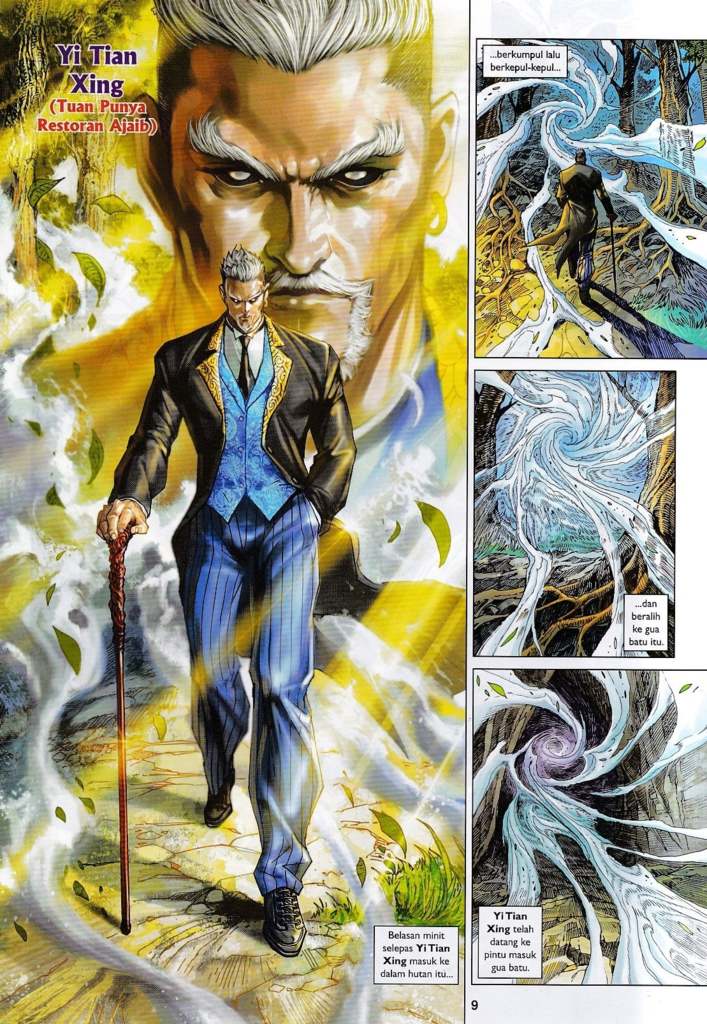 Yi Tian
Xing
(Tuan Punya
Restoran Ajaib)
Belasan minit
selepas Yi Tian
Xing masuk ke
dalam hutan itu...
...berkumpul lalu
berkepul-kepul...
...dan
beralih
ke gua
batu itu.
Yi Tian
Xing telah
datang ke
pintu masuk
gua batu.
9